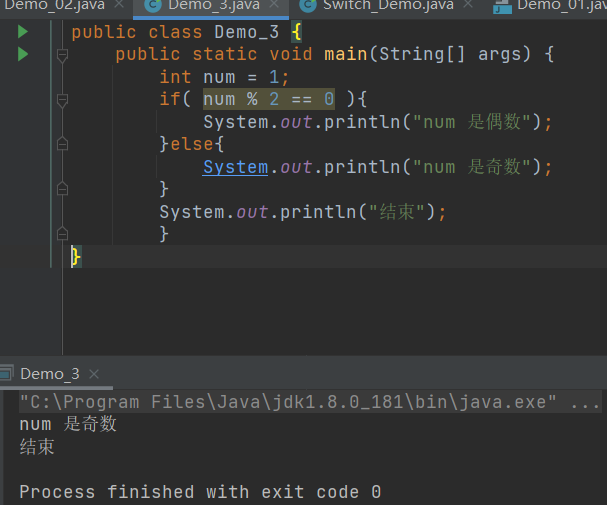 Demo_02.java Demo_3.java Switch_Demo.java Demo_01.java
public class Demo_3 {
public static void main(String[] args) {
int num = 1;
if( num % 2 == 0 ){
System.out.println("num 是偶数");
}else{
System.out.println("num 是奇数");
}
System.out.println("结束");
}
}
Demo_3
"C:\Program Files\Java\jdk1.8.0_181\bin\java.exe" ...
num 是奇数
结束
Process finished with exit code 0